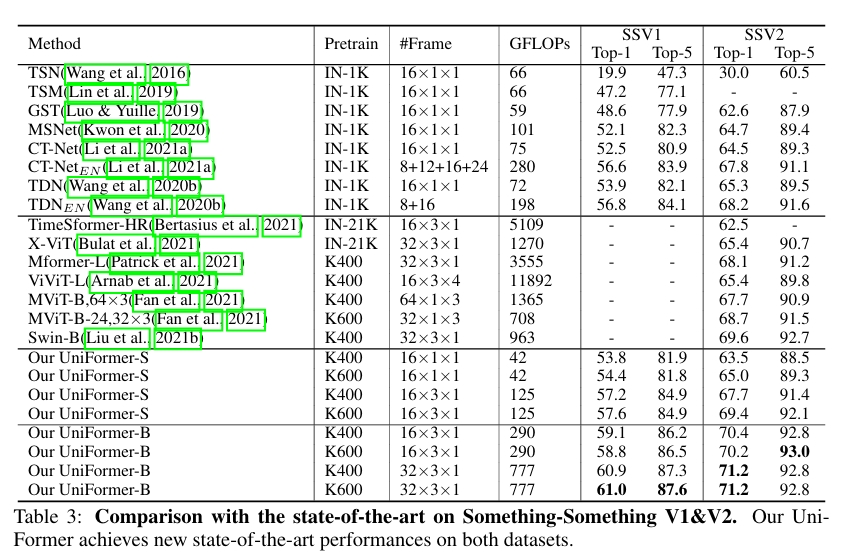 Method Pretrain #Frame GFLOPs SSV1 SSV2
Top-1 Top-5 Top-1 Top-5
TSN(Wang et al., 2016) IN-1K 16×1×1 66 19.9 47.3 30.0 60.5
TSM(Lin et al., 2019) IN-1K 16×1×1 66 47.2 77.1 - -
GST(Luo & Yuille, 2019) IN-1K 16×1×1 59 48.6 77.9 62.6 87.9
MSNet(Kwon et al., 2020) IN-1K 16×1×1 101 52.1 82.3 64.7 89.4
CT-Net(Li et al., 2021a) IN-1K 16×1×1 75 52.5 80.9 64.5 89.3
CT-NetEN(Li et al., 2021a) IN-1K 8+12+16+24 280 56.6 83.9 67.8 91.1
TDN(Wang et al., 2020b) IN-1K 16×1×1 72 53.9 82.1 65.3 89.5
TDNEN(Wang et al., 2020b) IN-1K 8+16 198 56.8 84.1 68.2 91.6
TimeSformer-HR(Bertasius et al., 2021) IN-21K 16×3×1 5109 - - 62.5 -
X-ViT(Bulat et al., 2021) IN-21K 32×3×1 1270 - - 65.4 90.7
Mformer-L(Patrick et al., 2021) K400 32×3×1 3555 - - 68.1 91.2
ViViT-L(Arnab et al., 2021) K400 16×3×4 11892 - - 65.4 89.8
MViT-B,64×3(Fan et al., 2021) K400 64×1×3 1365 - - 67.7 90.9
MViT-B-24,32×3(Fan et al., 2021) K600 32×1×3 708 - - 68.7 91.5
Swin-B(Liu et al., 2021b) K400 32×3×1 963 - - 69.6 92.7
Our UniFormer-S K400 16×1×1 42 53.8 81.9 63.5 88.5
Our UniFormer-S K600 16×1×1 42 54.4 81.8 65.0 89.3
Our UniFormer-S K400 16×3×1 125 57.2 84.9 67.7 91.4
Our UniFormer-S K600 16×3×1 125 57.6 84.9 69.4 92.1
Our UniFormer-B K400 16×3×1 290 59.1 86.2 70.4 92.8
Our UniFormer-B K600 16×3×1 290 58.8 86.5 70.2 93.0
Our UniFormer-B K400 32×3×1 777 60.9 87.3 71.2 92.8
Our UniFormer-B K600 32×3×1 777 61.0 87.6 71.2 92.8
Table 3: Comparison with the state-of-the-art on Something-Something V1&V2. Our Uni-
Former achieves new state-of-the-art performances on both datasets.